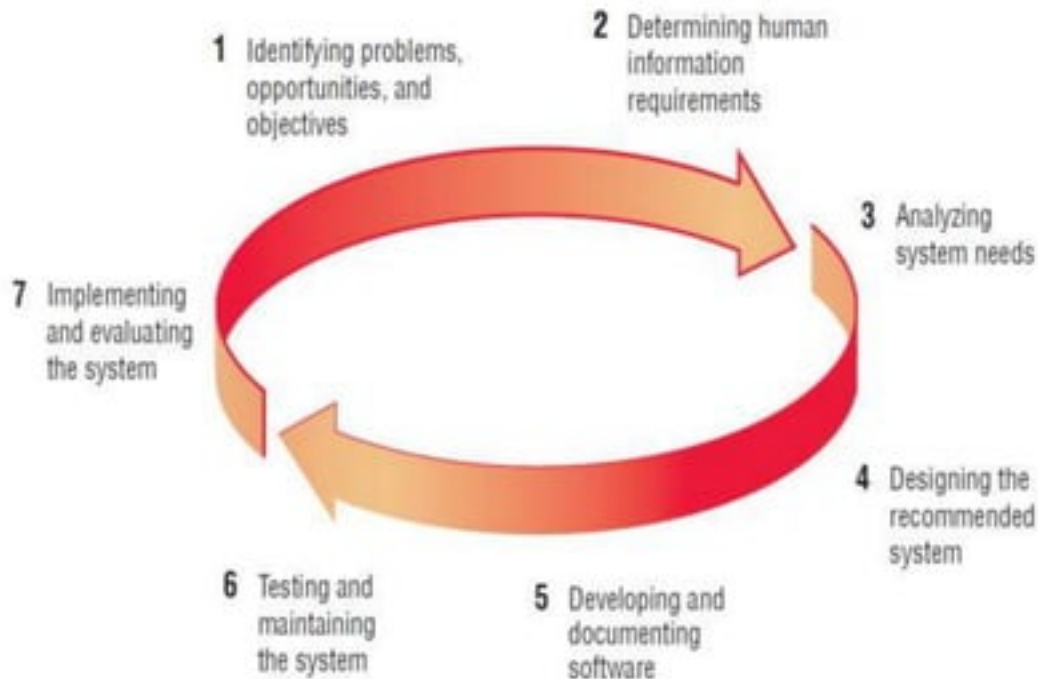 1 Identifying problems,
opportunities, and
objectives
2 Determining human
information
requirements
3 Analyzing
system needs
4 Designing the
recommended
system
5 Developing and
documenting
software
6 Testing and
maintaining
the system
7 Implementing
and evaluating
the system